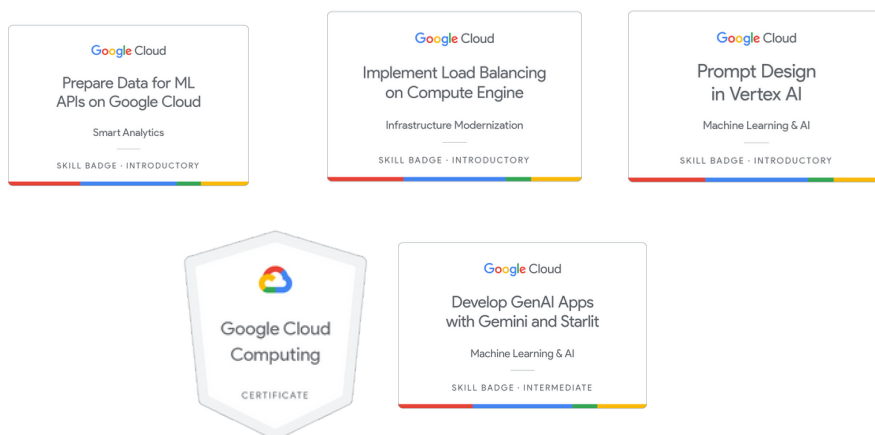 Google Cloud
Prepare Data for ML
APIs on Google Cloud
Smart Analytics
SKILL BADGE · INTRODUCTORY
Google Cloud
Implement Load Balancing
on Compute Engine
Infrastructure Modernization
SKILL BADGE · INTRODUCTORY
Google Cloud
Prompt Design
in Vertex AI
Machine Learning & AI
SKILL BADGE · INTRODUCTORY
Google Cloud
Computing
CERTIFICATE
Google Cloud
Develop GenAI Apps
with Gemini and Starlit
Machine Learning & AI
SKILL BADGE · INTERMEDIATE